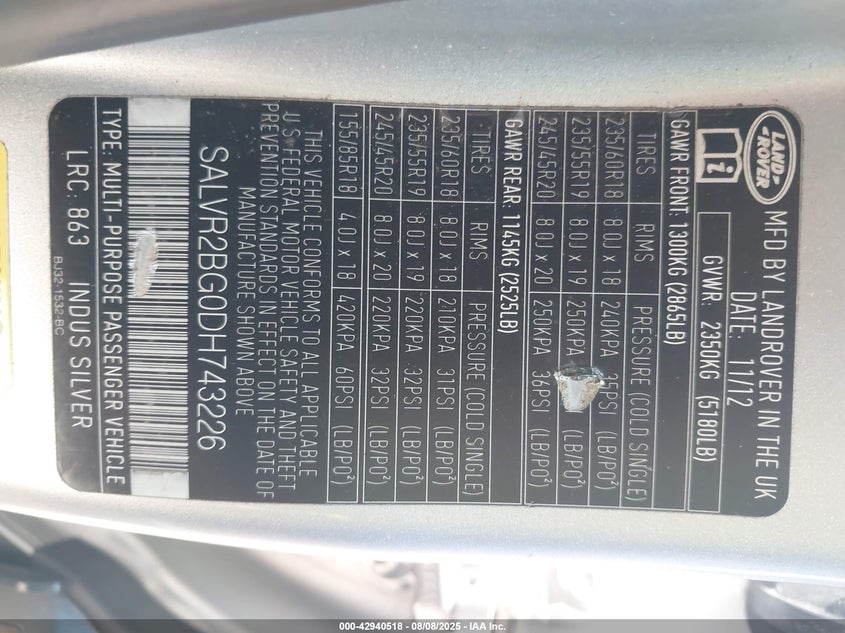 LAND
ROVER
MFD BY LANDROVER IN THE UK
DATE: 11/12
GVWR: 2350KG (5180LB)
GAWR FRONT: 1300KG (2865LB)
TIRES RIMS PRESSURE (COLD SINGLE)
235/60R18 8.0J x 18 240KPA 35PSI (LB/PO²)
235/55R19 8.0J x 19 250KPA (LB/PO²)
245/45R20 8.0J x 20 250KPA 36PSI (LB/PO²)
GAWR REAR: 1145KG (2525LB)
TIRES RIMS PRESSURE (COLD SINGLE)
235/60R18 8.0J x 18 210KPA 31PSI (LB/PO²)
235/55R19 8.0J x 19 220KPA 32PSI (LB/PO²)
245/45R20 8.0J x 20 220KPA 32PSI (LB/PO²)
155/85R18 4.0J x 18 420KPA 60PSI (LB/PO²)
THIS VEHICLE CONFORMS TO ALL APPLICABLE
U S FEDERAL MOTOR VEHICLE SAFETY AND THEFT
PREVENTION STANDARDS IN EFFECT ON THE DATE OF
MANUFACTURE SHOWN ABOVE
SALVR2BG0DH743226
TYPE: MULTI-PURPOSE PASSENGER VEHICLE
LRC: 863 INDUS SILVER
BJ32-1532-BC
000-42940518 - 08/08/2025 - IAA Inc.